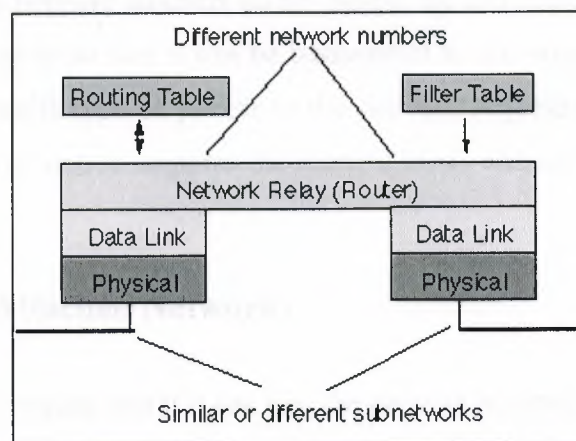 Different network numbers
Routing Table
Filter Table
Network Relay (Router)
Data Link
Data Link
Physical
Physical
Similar or different subnetworks